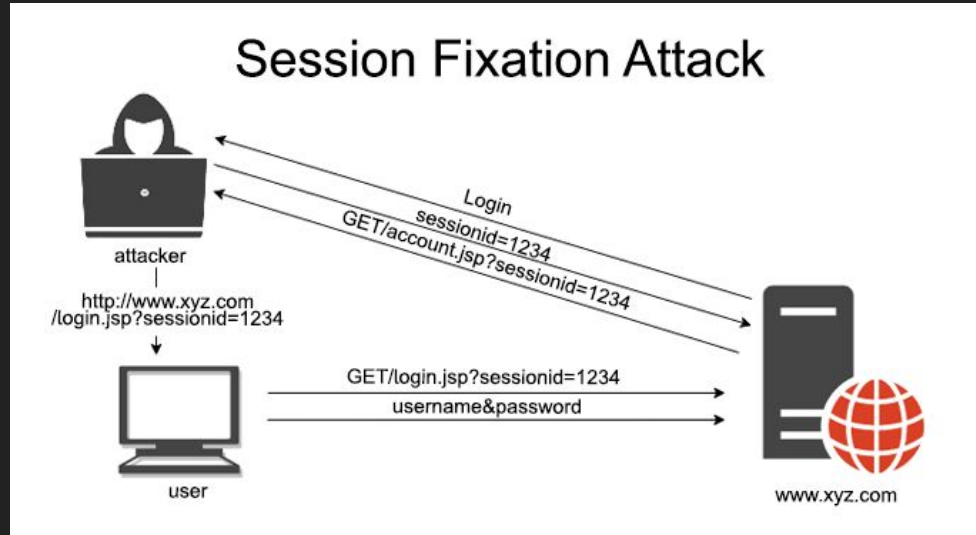 Session Fixation Attack
Login
sessionid=1234
GET/account.jsp?sessionid=1234
attacker
http://www.xyz.com
/login.jsp?sessionid=1234
GET/login.jsp?sessionid=1234
username&password
user
www.xyz.com